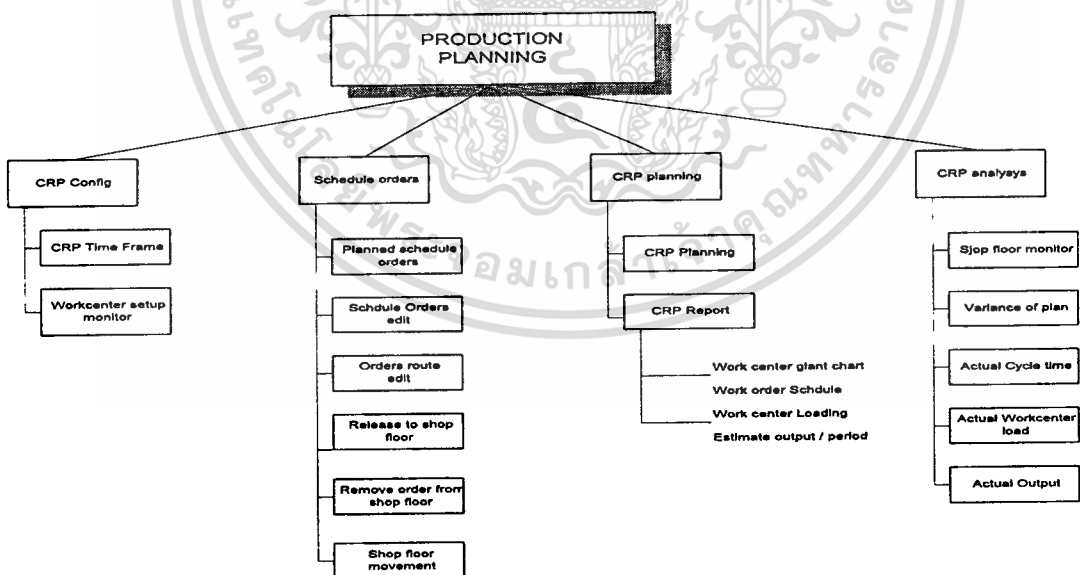 PRODUCTION
PLANNING
CRP Config
CRP Time Frame
Workcenter setup
monitor
Schedule orders
Planned schedule
orders
Schdule Orders
edit
Orders route
edit
Release to shop
floor
Remove order from
shop floor
Shop floor
movement
CRP planning
CRP Planning
CRP Report
Work center giant chart
Work order Schdule
Work center Loading
Estimate output / period
CRP analysys
Sjop floor monitor
Variance of plan
Actual Cycle time
Actual Workcenter
load
Actual Output